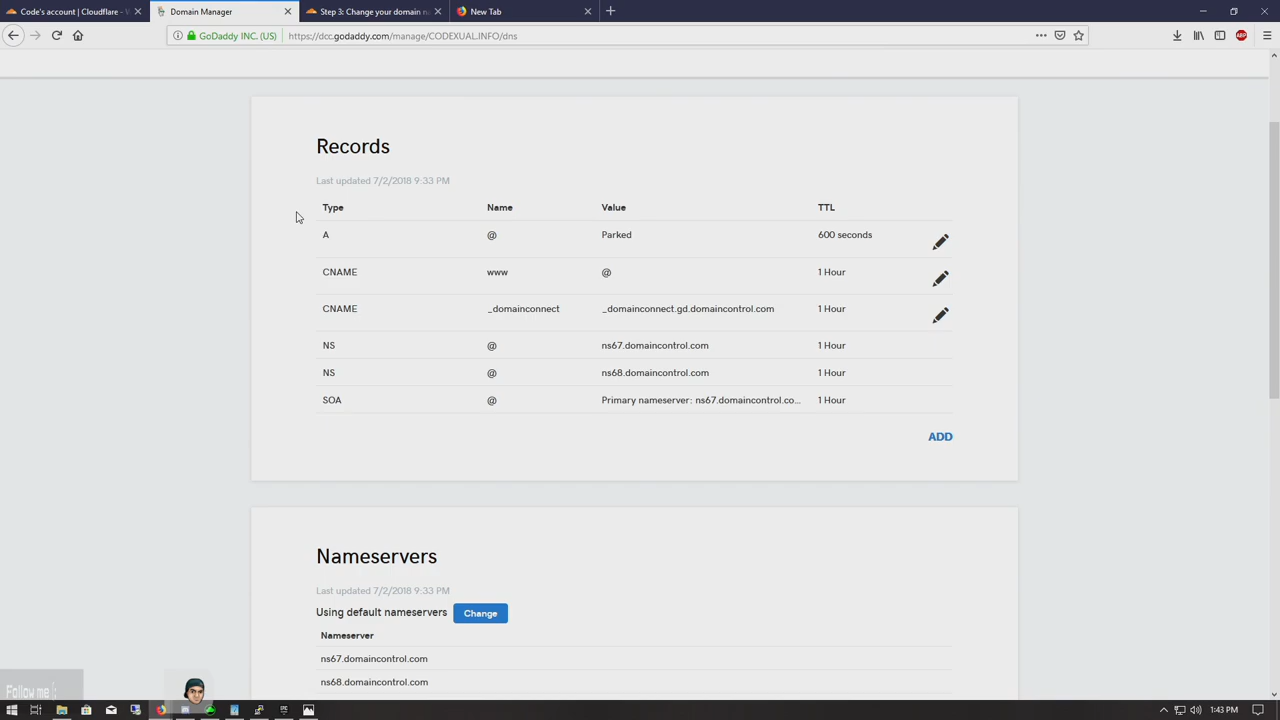 Code's account | Cloudflare - W
Domain Manager
Step 3: Change your domain n
New Tab
GoDaddy INC. (US)
https://dcc.godaddy.com/manage/CODEXUAL.INFO/dns
ABP
Records
Last updated 7/2/2018 9:33 PM
Type Name Value TTL
A @ Parked 600 seconds
CNAME www @ 1 Hour
CNAME _domainconnect _domainconnect.gd.domaincontrol.com 1 Hour
NS @ ns67.domaincontrol.com 1 Hour
NS @ ns68.domaincontrol.com 1 Hour
SOA @ Primary nameserver: ns67.domaincontrol.co... 1 Hour
ADD
Nameservers
Last updated 7/2/2018 9:33 PM
Using default nameservers Change
Nameserver
ns67.domaincontrol.com
ns68.domaincontrol.com
Follow me :
1:43 PM